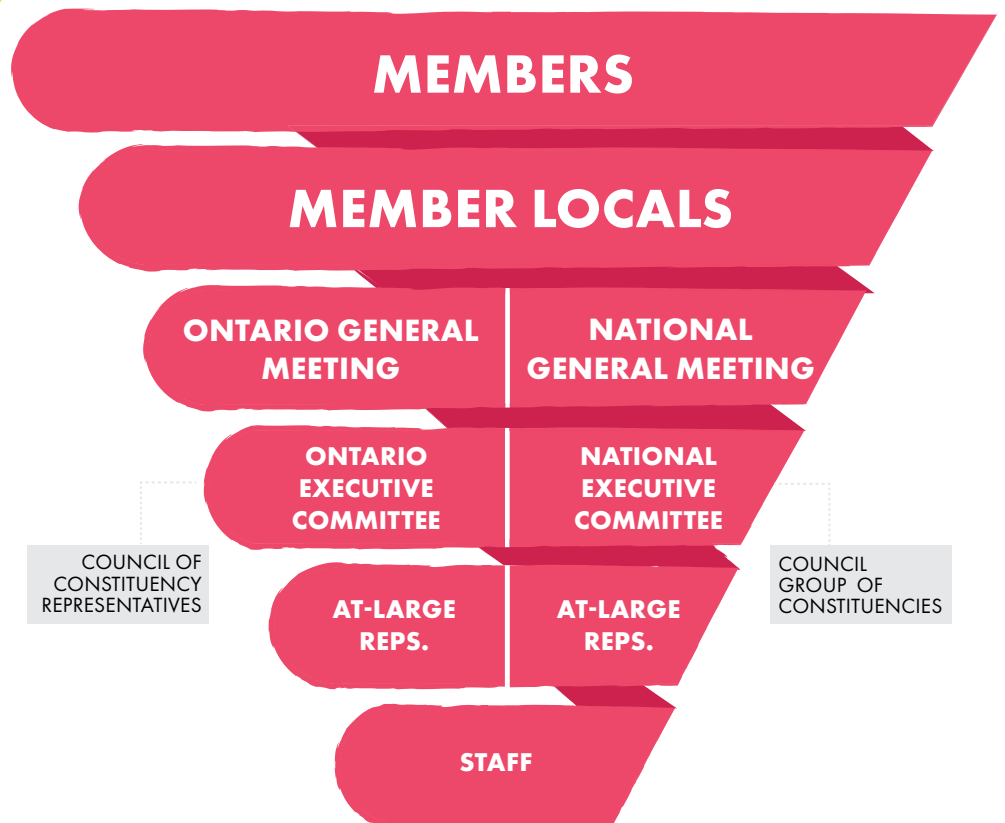 MEMBERS
MEMBER LOCALS
ONTARIO GENERAL
MEETING
NATIONAL
GENERAL MEETING
ONTARIO
EXECUTIVE
COMMITTEE
NATIONAL
EXECUTIVE
COMMITTEE
COUNCIL OF
CONSTITUENCY
REPRESENTATIVES
COUNCIL
GROUP OF
CONSTITUENCIES
AT-LARGE
REPS.
AT-LARGE
REPS.
STAFF